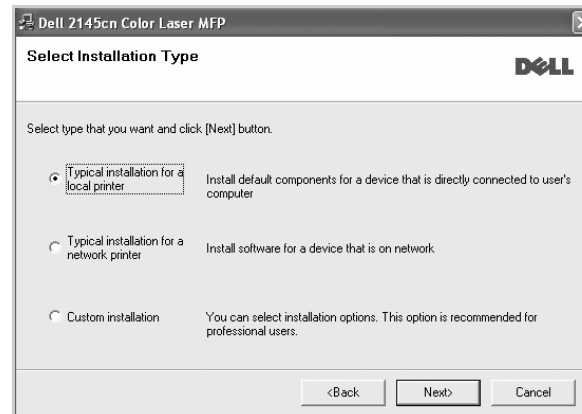 Dell 2145cn Color Laser MFP
Select Installation Type
DELL
Select type that you want and click [Next] button.
Typical installation for a
local printer
Install default components for a device that is directly connected to user's
computer
Typical installation for a
network printer
Install software for a device that is on network
Custom installation
You can select installation options. This option is recommended for
professional users.
<Back
Next>
Cancel